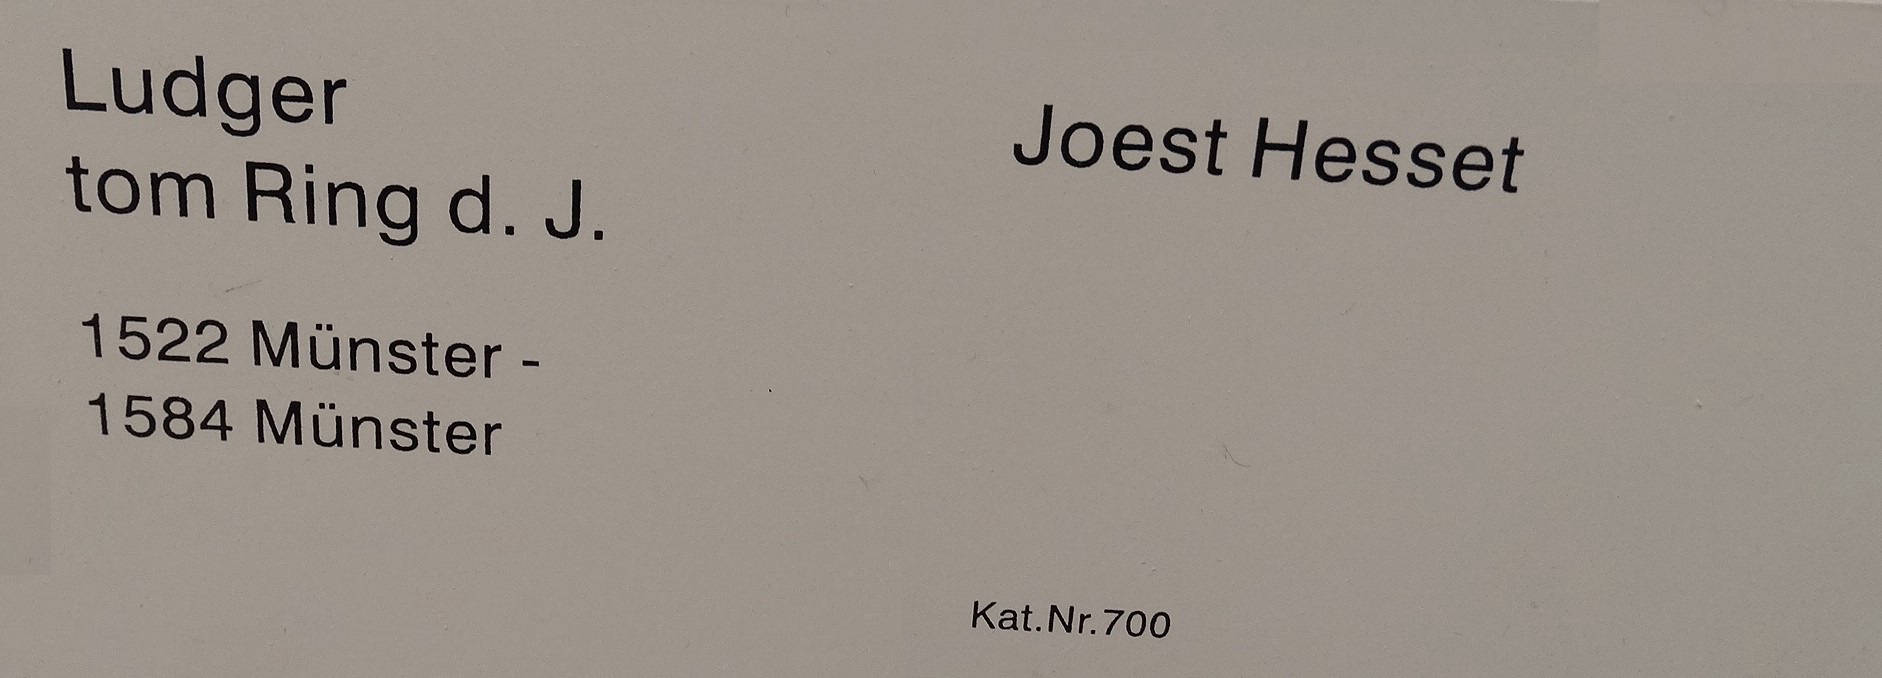 Ludger
tom Ring d. J.
1522 Münster -
1584 Münster
Joest Hesset
Kat.Nr.700